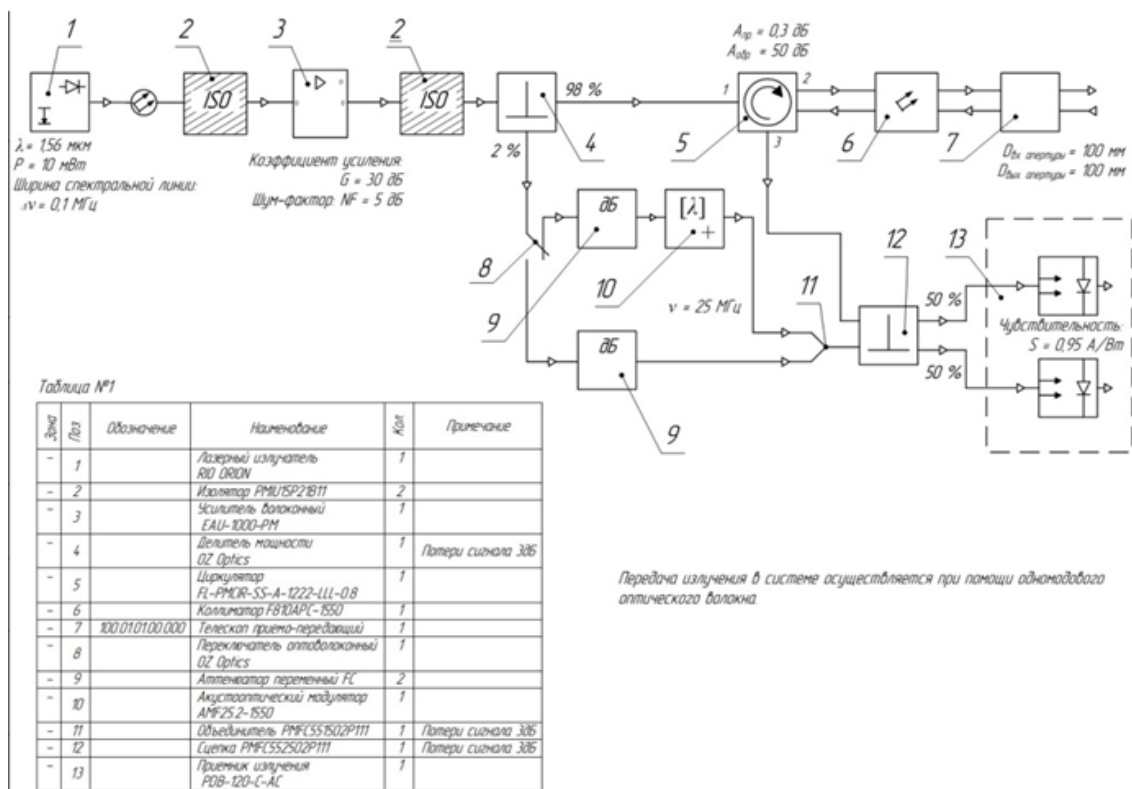 1
2
3
2
A пр = 0,3 дБ
A обр = 50 дБ
ISO
ISO
98 %
1
2
3
4
5
6
7
2 %
λ = 1,56 мкм
P = 10 мВт
Ширина спектральной линии:
Δν = 0,1 МГц
Коэффициент усиления:
G = 30 дБ
Шум-фактор: NF = 5 дБ
D вх апертуры = 100 мм
D вых апертуры = 100 мм
8
дБ
[λ]
+
9
10
ν = 25 МГц
11
12
13
50 %
50 %
Чувствительность:
S = 0,95 А/Вт
дБ
9
Таблица №1
Зона Поз Обозначение Наименование Кол. Примечание
- 1 Лазерный излучатель 1
RIO ORION
- 2 Изолятор PMIU15P21B11 2
- 3 Усилитель волоконный 1
EAU-1000-PM
- 4 Делитель мощности 1 Потери сигнала 3дБ
OZ Optics
- 5 Циркулятор 1
FL-PMCIR-SS-A-1222-LLL-0.8
- 6 Коллиматор F810APC-1550 1
- 7 100.01.01.00.000 Телескоп приемо-передающий 1
- 8 Переключатель оптоволоконный 1
OZ Optics
- 9 Аттенюатор переменный FC 2
- 10 Акустооптический модулятор 1
AMF25.2-1550
- 11 Объединитель PMFC551502P111 1 Потери сигнала 3дБ
- 12 Сцепка PMFC552502P111 1 Потери сигнала 3дБ
- 13 Приемник излучения 1
PDB-120-C-AC
Передача излучения в системе осуществляется при помощи одномодового
оптического волокна.